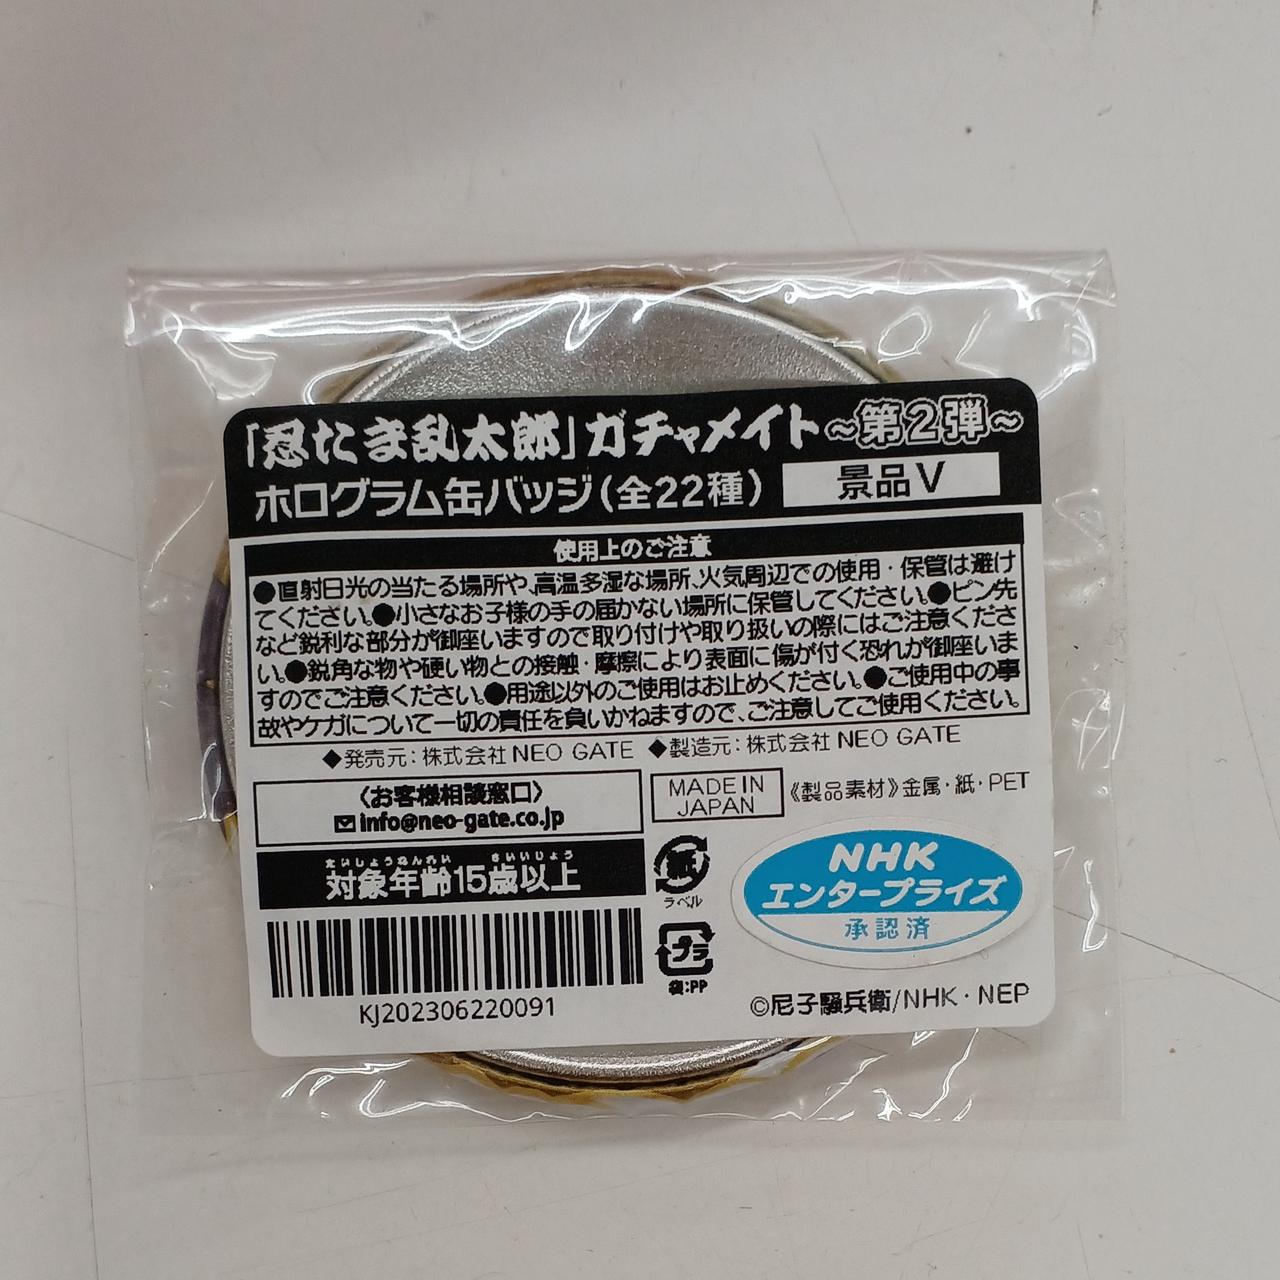 「忍たま乱太郎」ガチャメイト～第2弾～
ホログラム缶バッジ(全22種)
景品V
使用上のご注意
●直射日光の当たる場所や、高温多湿な場所、火気周辺での使用・保管は避け
てください。●小さなお子様の手の届かない場所に保管してください。●ピン先
など鋭利な部分が御座いますので取り付けや取り扱いの際にはご注意くださ
い。●鋭角な物や硬い物との接触・摩擦により表面に傷が付く恐れが御座いま
すのでご注意ください。●用途以外のご使用はお止めください。●ご使用中の事
故やケガについて一切の責任を負いかねますので、ご注意してご使用ください。
◆発売元：株式会社NEO GATE ◆製造元：株式会社NEO GATE
〈お客様相談窓口〉
info@neo-gate.co.jp
MADE IN
JAPAN
《製品素材》金属・紙・PET
たいしょうねんれい さいいじょう
対象年齢15歳以上
紙
ラベル
プラ
袋:PP
NHK
エンタープライズ
承認済
KJ202306220091
©尼子騒兵衛/NHK・NEP